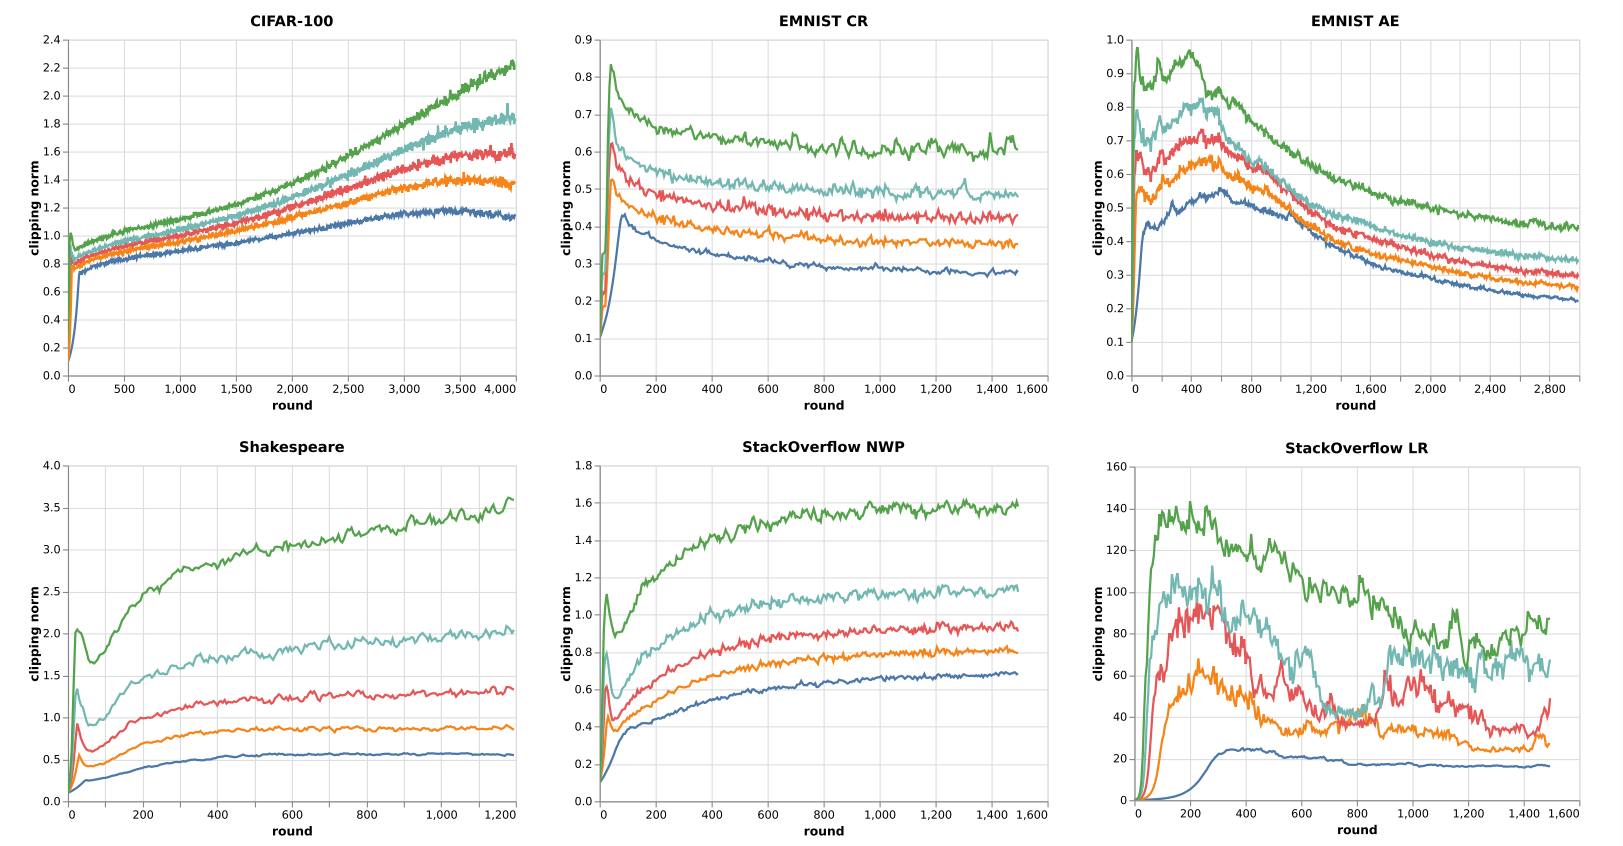 CIFAR-100
clipping norm
2.4
2.2
2.0
1.8
1.6
1.4
1.2
1.0
0.8
0.6
0.4
0.2
0.0
0 500 1,000 1,500 2,000 2,500 3,000 3,500 4,000
round
EMNIST CR
clipping norm
0.9
0.8
0.7
0.6
0.5
0.4
0.3
0.2
0.1
0.0
0 200 400 600 800 1,000 1,200 1,400 1,600
round
EMNIST AE
clipping norm
1.0
0.9
0.8
0.7
0.6
0.5
0.4
0.3
0.2
0.1
0.0
0 400 800 1,200 1,600 2,000 2,400 2,800
round
Shakespeare
clipping norm
4.0
3.5
3.0
2.5
2.0
1.5
1.0
0.5
0.0
0 200 400 600 800 1,000 1,200
round
StackOverflow NWP
clipping norm
1.8
1.6
1.4
1.2
1.0
0.8
0.6
0.4
0.2
0.0
0 200 400 600 800 1,000 1,200 1,400 1,600
round
StackOverflow LR
clipping norm
160
140
120
100
80
60
40
20
0
0 200 400 600 800 1,000 1,200 1,400 1,600
round